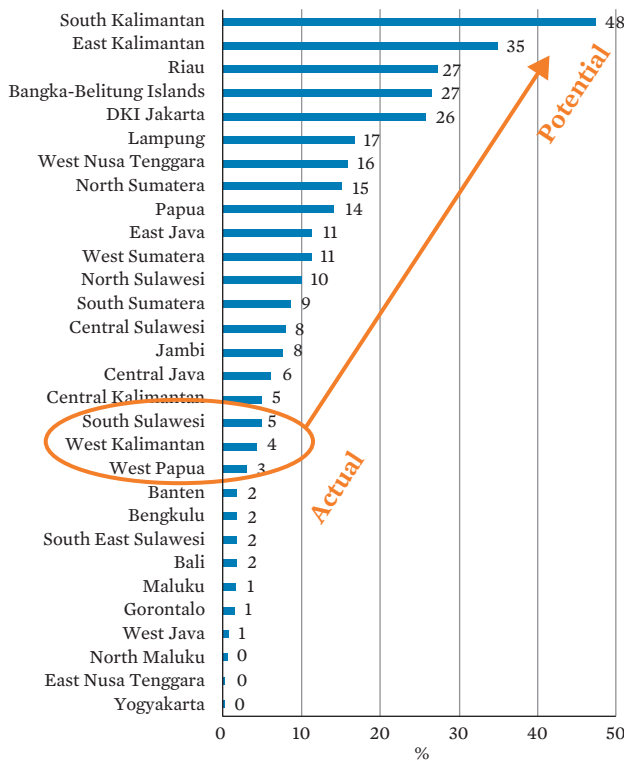 South Kalimantan 48
East Kalimantan 35
Riau 27
Bangka-Belitung Islands 27
DKI Jakarta 26
Lampung 17
West Nusa Tenggara 16
North Sumatera 15
Papua 14
East Java 11
West Sumatera 11
North Sulawesi 10
South Sumatera 9
Central Sulawesi 8
Jambi 8
Central Java 6
Central Kalimantan 5
South Sulawesi 5
West Kalimantan 4
West Papua 3
Banten 2
Bengkulu 2
South East Sulawesi 2
Bali 2
Maluku 1
Gorontalo 1
West Java 1
North Maluku 0
East Nusa Tenggara 0
Yogyakarta 0
0 10 20 30 40 50
%
Potential
Actual